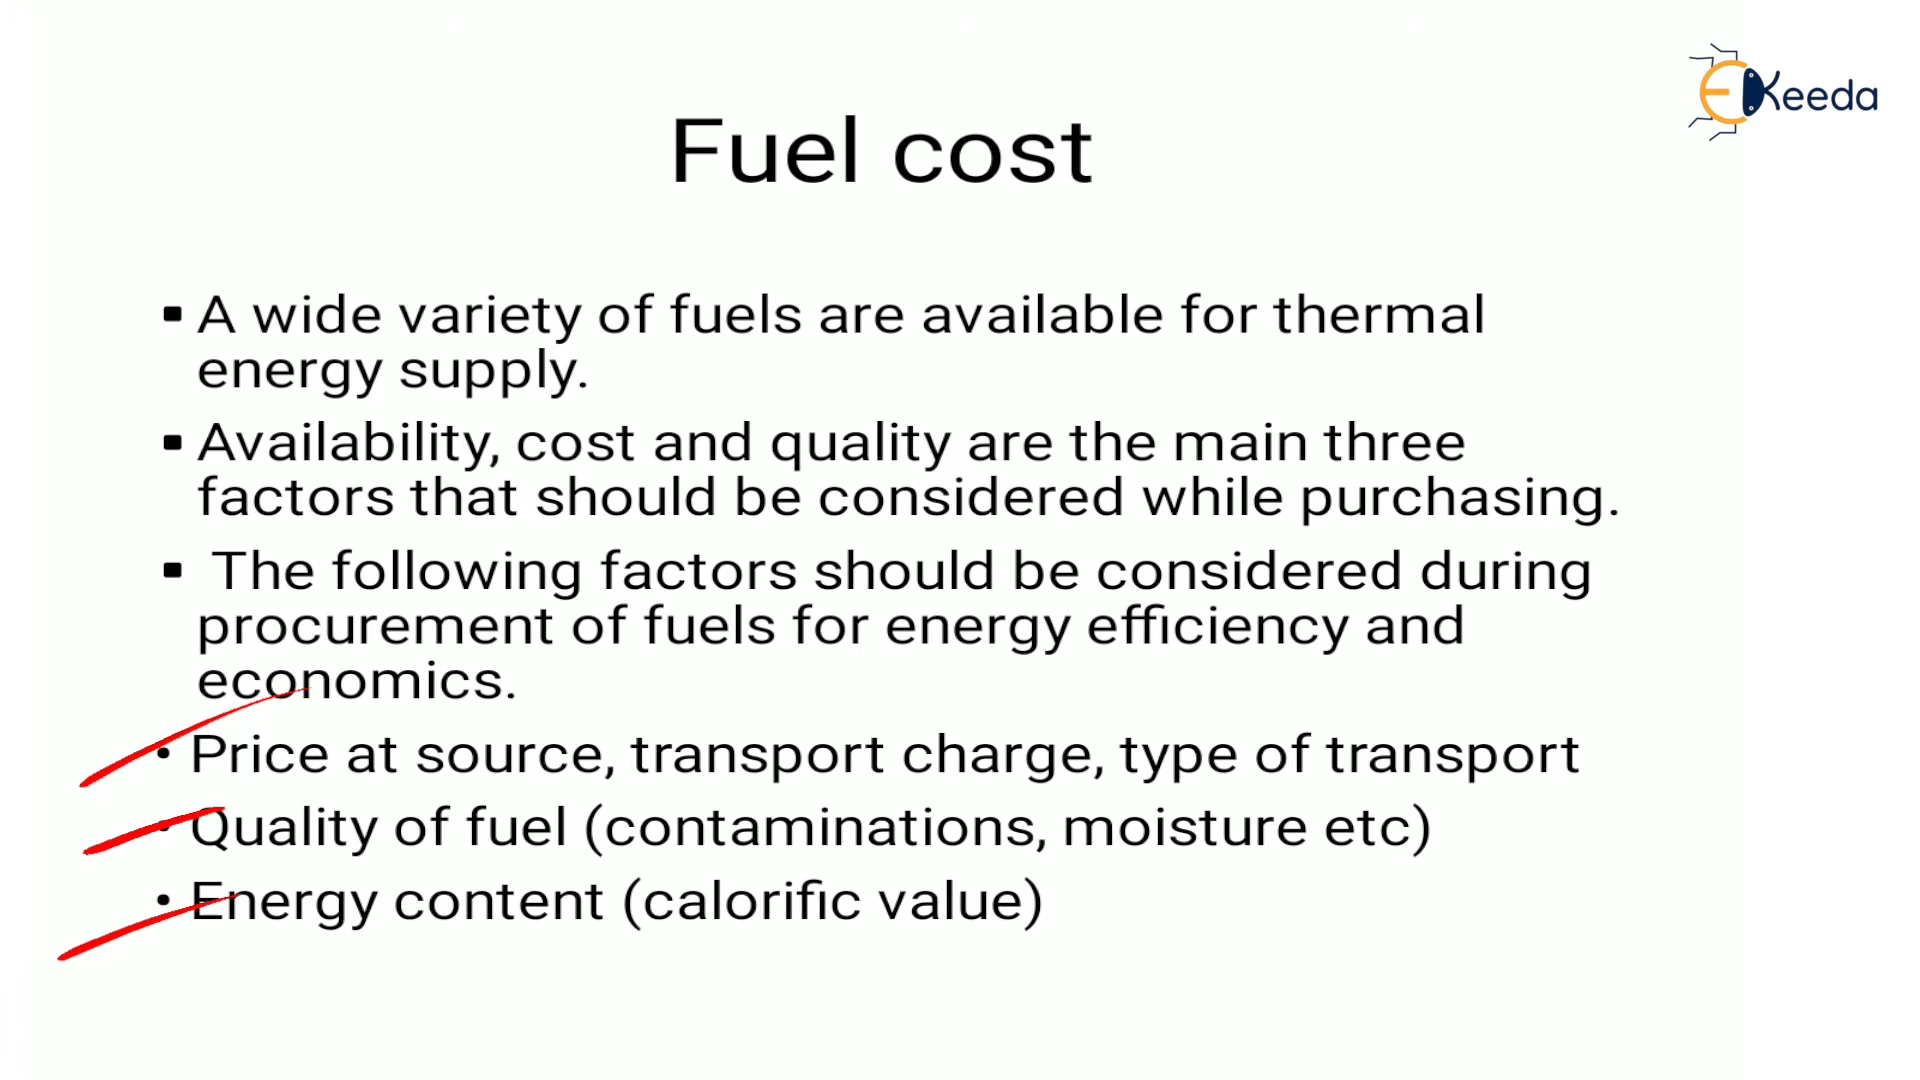 EKeeda
Fuel cost
▪ A wide variety of fuels are available for thermal
energy supply.
▪ Availability, cost and quality are the main three
factors that should be considered while purchasing.
▪ The following factors should be considered during
procurement of fuels for energy efficiency and
economics.
• Price at source, transport charge, type of transport
• Quality of fuel (contaminations, moisture etc)
• Energy content (calorific value)